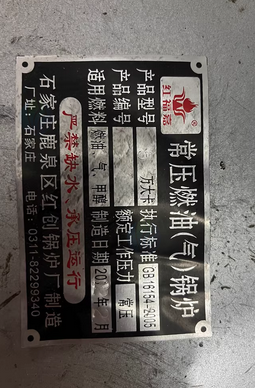 红福嘉®
常压燃油(气)锅炉
产品型号 万大卡 执行标准 GB16154-2005
产品编号 额定工作压力 常压
适用燃料 燃油、气、甲醇 制造日期 20 年 月
严禁缺水、承压运行
石家庄鹿泉区红创锅炉厂制造
厂址：石家庄 电话：0311-82299340